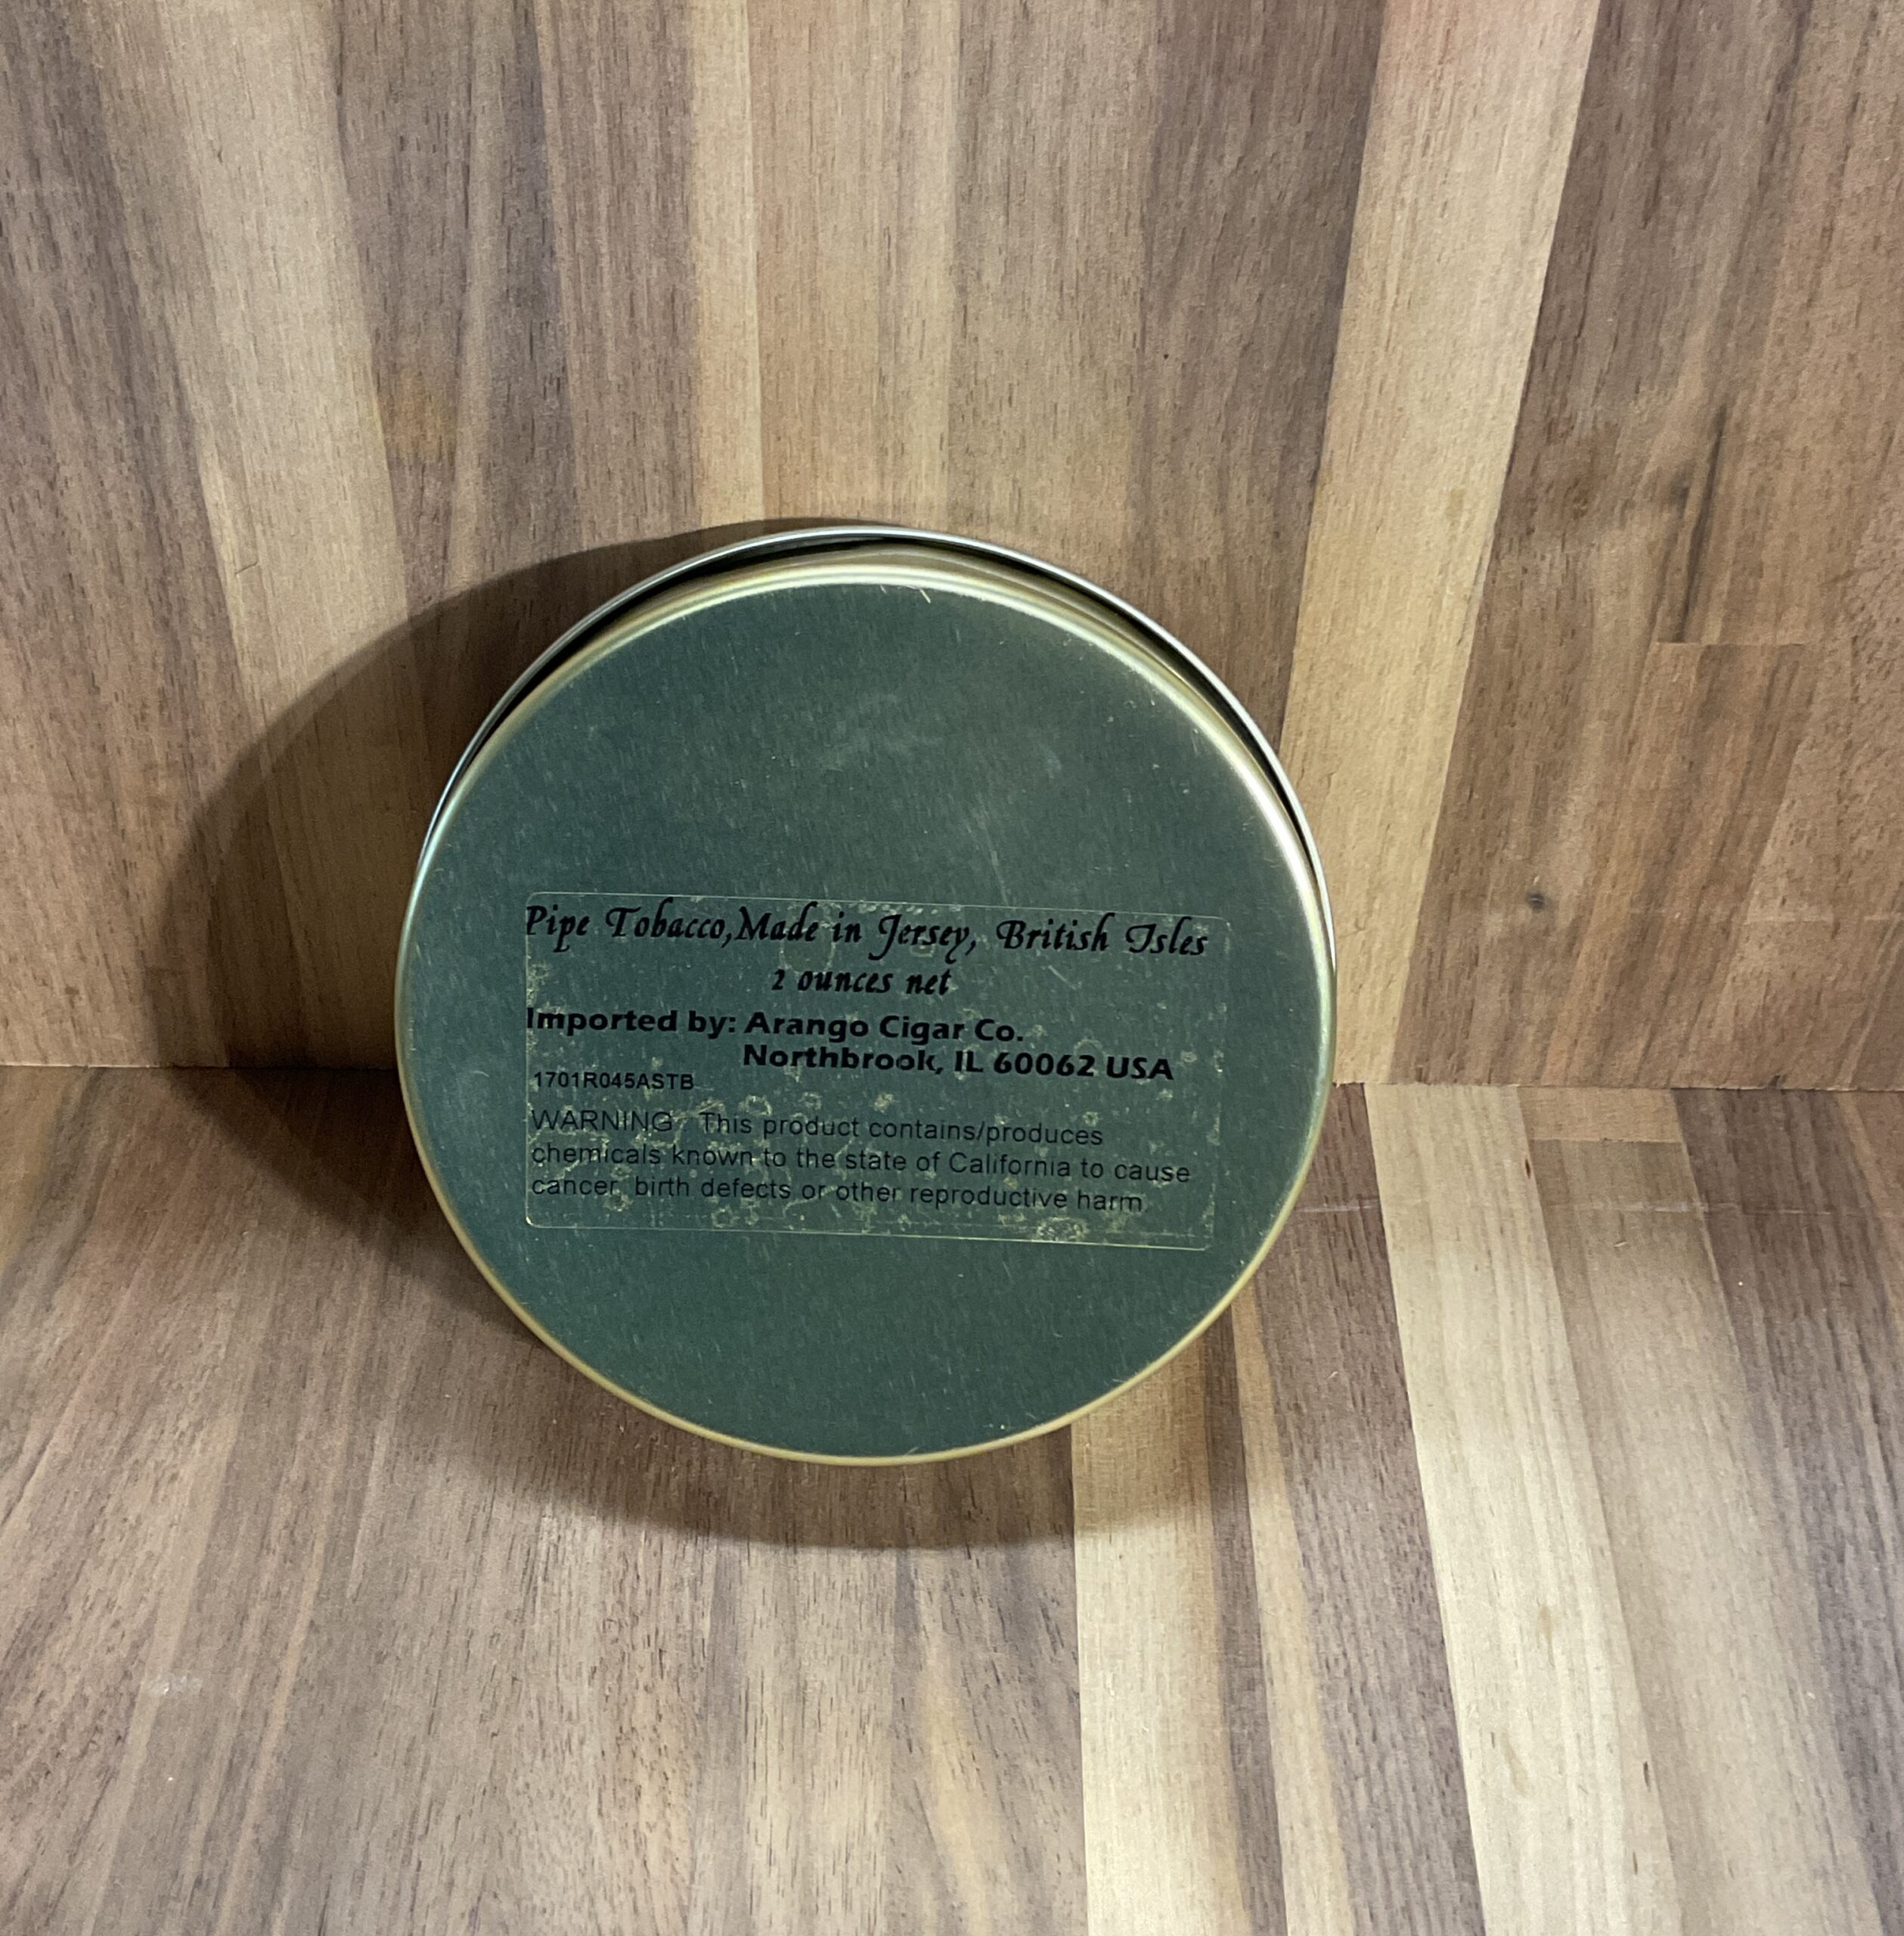 Pipe Tobacco,Made in Jersey, British Isles
2 ounces net
Imported by: Arango Cigar Co.
Northbrook, IL 60062 USA
1701R045ASTB
WARNING: This product contains/produces
chemicals known to the state of California to cause
cancer, birth defects or other reproductive harm.